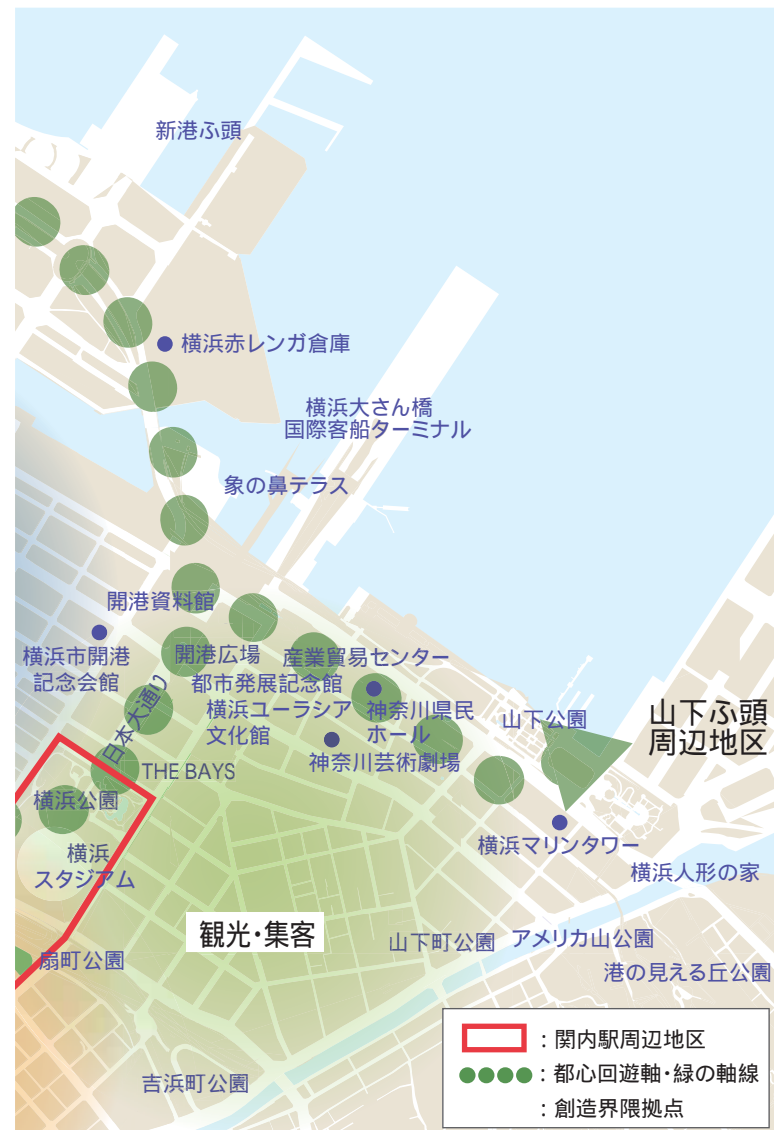 新港ふ頭
横浜赤レンガ倉庫
横浜大さん橋
国際客船ターミナル
象の鼻テラス
開港資料館
横浜市開港
記念会館
開港広場
産業貿易センター
都市発展記念館
日本大通り
横浜ユーラシア
文化館
神奈川県民
ホール
神奈川芸術劇場
山下公園
山下ふ頭
周辺地区
THE BAYS
横浜公園
横浜
スタジアム
横浜マリンタワー
横浜人形の家
観光・集客
山下町公園
アメリカ山公園
扇町公園
港の見える丘公園
吉浜町公園
：関内駅周辺地区
：都心回遊軸・緑の軸線
：創造界隈拠点